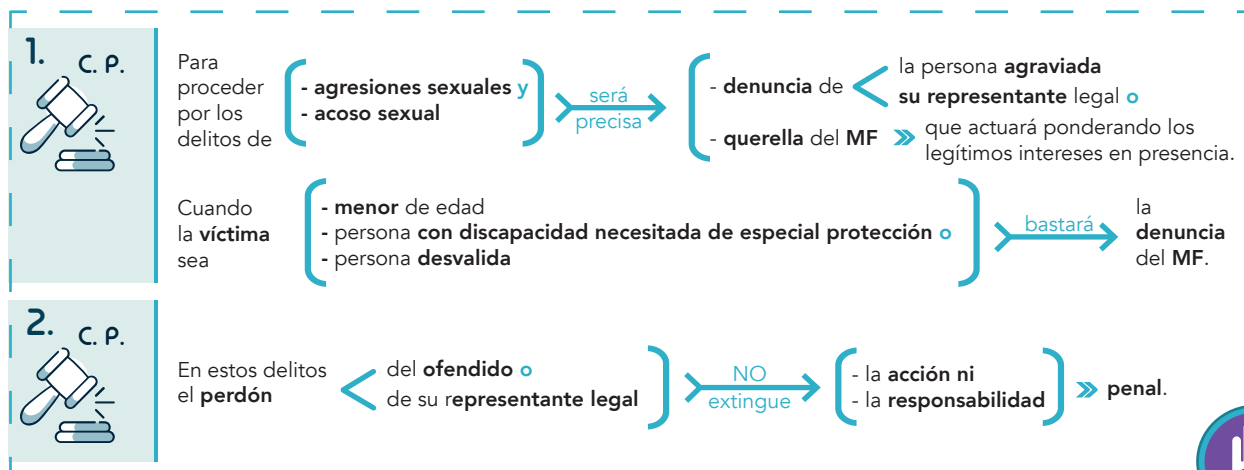 1. C. P.
Para
proceder
por los
delitos de
- agresiones sexuales y
- acoso sexual
será
precisa
- denuncia de
la persona agraviada
su representante legal o
- querella del MF
que actuará ponderando los
legítimos intereses en presencia.
Cuando
la víctima
sea
- menor de edad
- persona con discapacidad necesitada de especial protección o
- persona desvalida
bastará
la
denuncia
del MF.
2. C. P.
En estos delitos
el perdón
del ofendido o
de su representante legal
NO
extingue
- la acción ni
- la responsabilidad
penal.